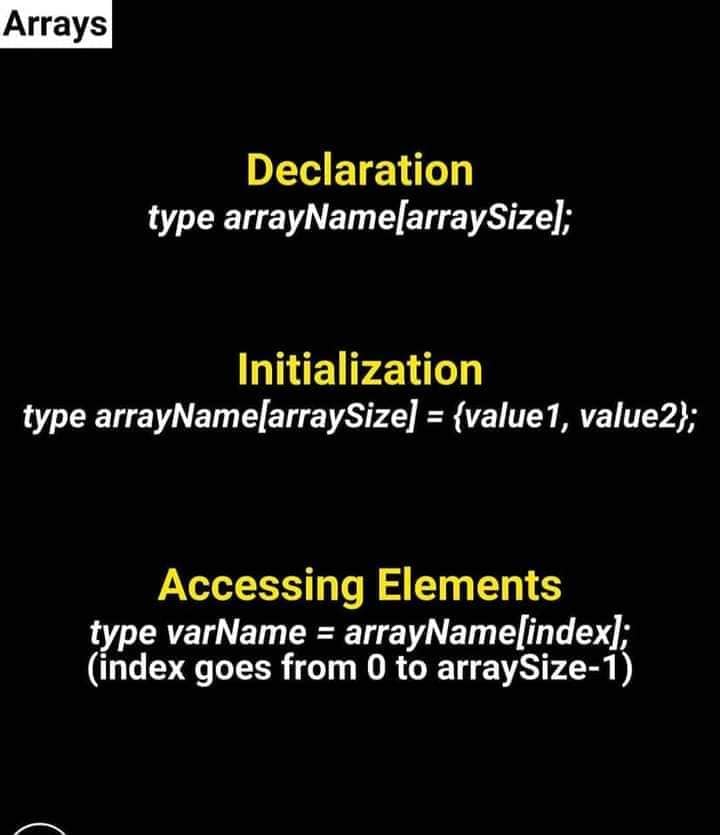 Arrays
Declaration
type arrayName[arraySize];
Initialization
type arrayName[arraySize] = {value1, value2};
Accessing Elements
type varName = arrayName[index];
(index goes from 0 to arraySize-1)